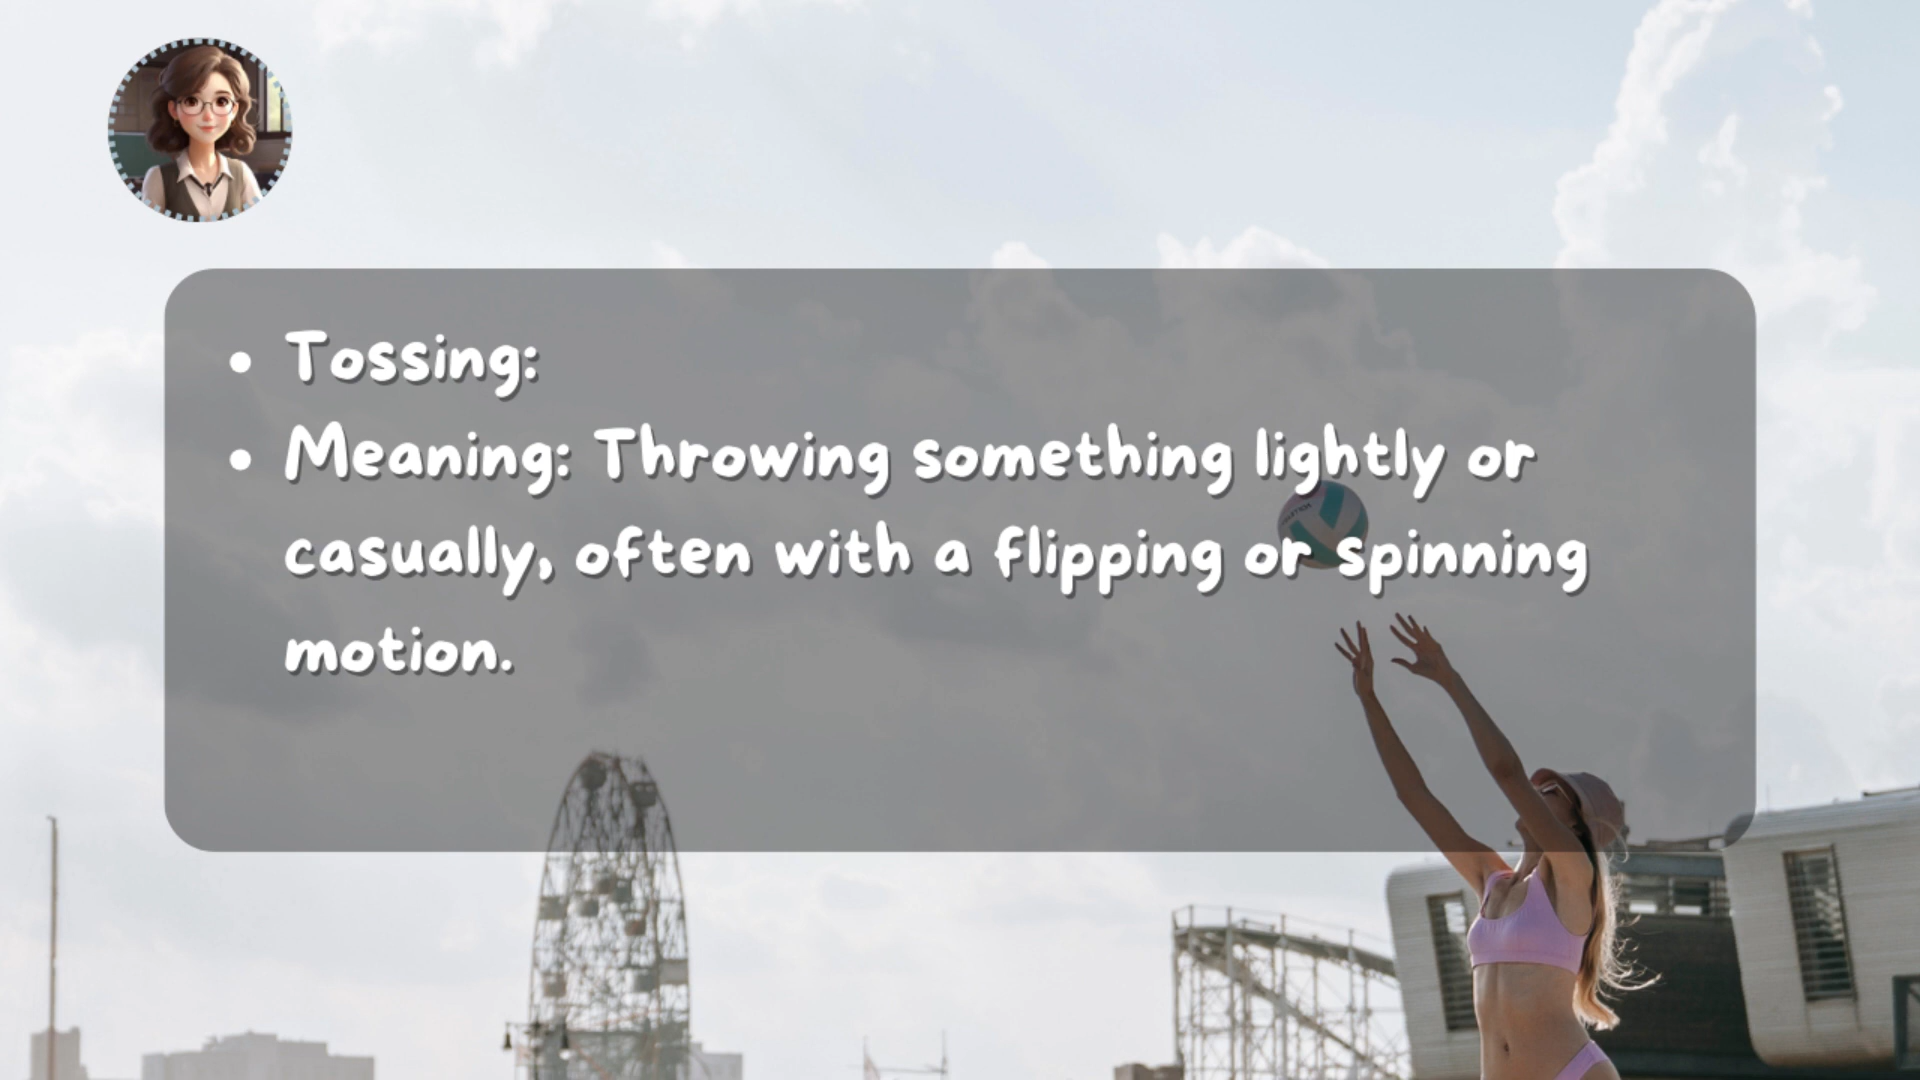 • Tossing:
• Meaning: Throwing something lightly or
casually, often with a flipping or spinning
motion.